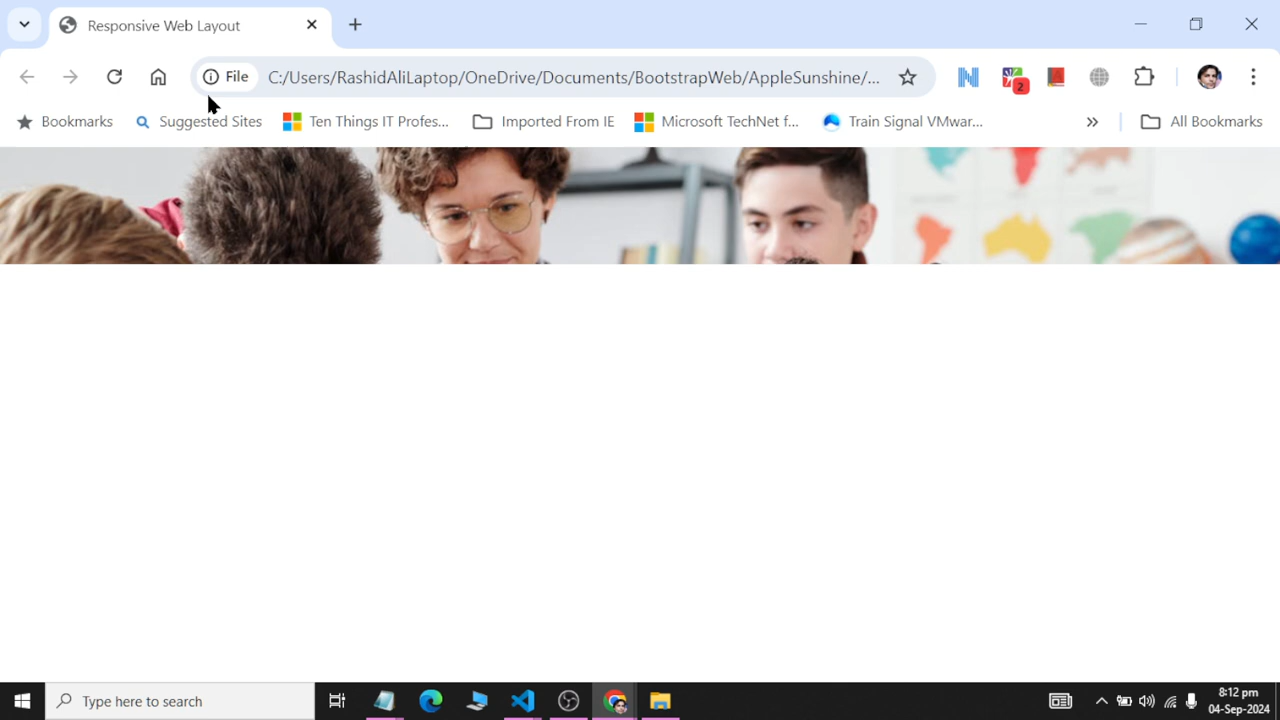 Responsive Web Layout
File
C:/Users/RashidAliLaptop/OneDrive/Documents/BootstrapWeb/AppleSunshine/...
2
Bookmarks
Suggested Sites
Ten Things IT Profes...
Imported From IE
Microsoft TechNet f...
Train Signal VMwar...
All Bookmarks
Type here to search
8:12 pm
04-Sep-2024